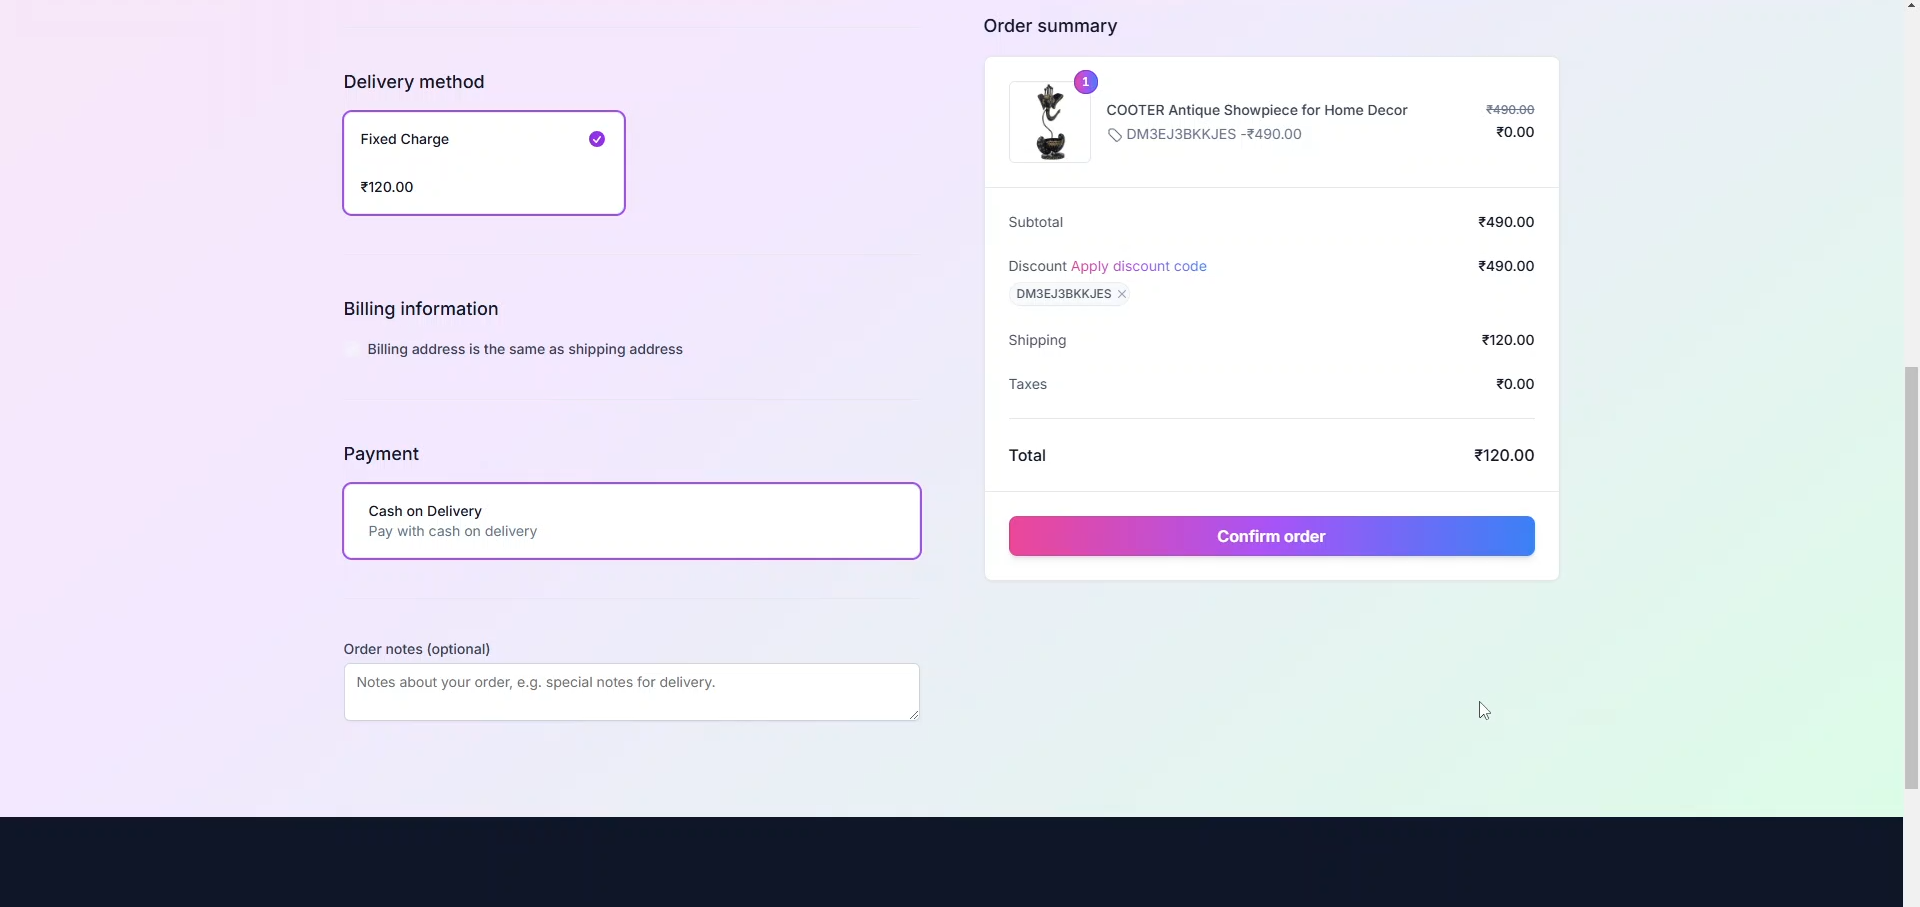 Order summary
Delivery method
Fixed Charge
₹120.00
1
COOTER Antique Showpiece for Home Decor
₹490.00
DM3EJ3BKKJES -₹490.00
₹0.00
Subtotal
₹490.00
Discount Apply discount code
₹490.00
DM3EJ3BKKJES
Shipping
₹120.00
Taxes
₹0.00
Total
₹120.00
Confirm order
Billing information
Billing address is the same as shipping address
Payment
Cash on Delivery
Pay with cash on delivery
Order notes (optional)
Notes about your order, e.g. special notes for delivery.